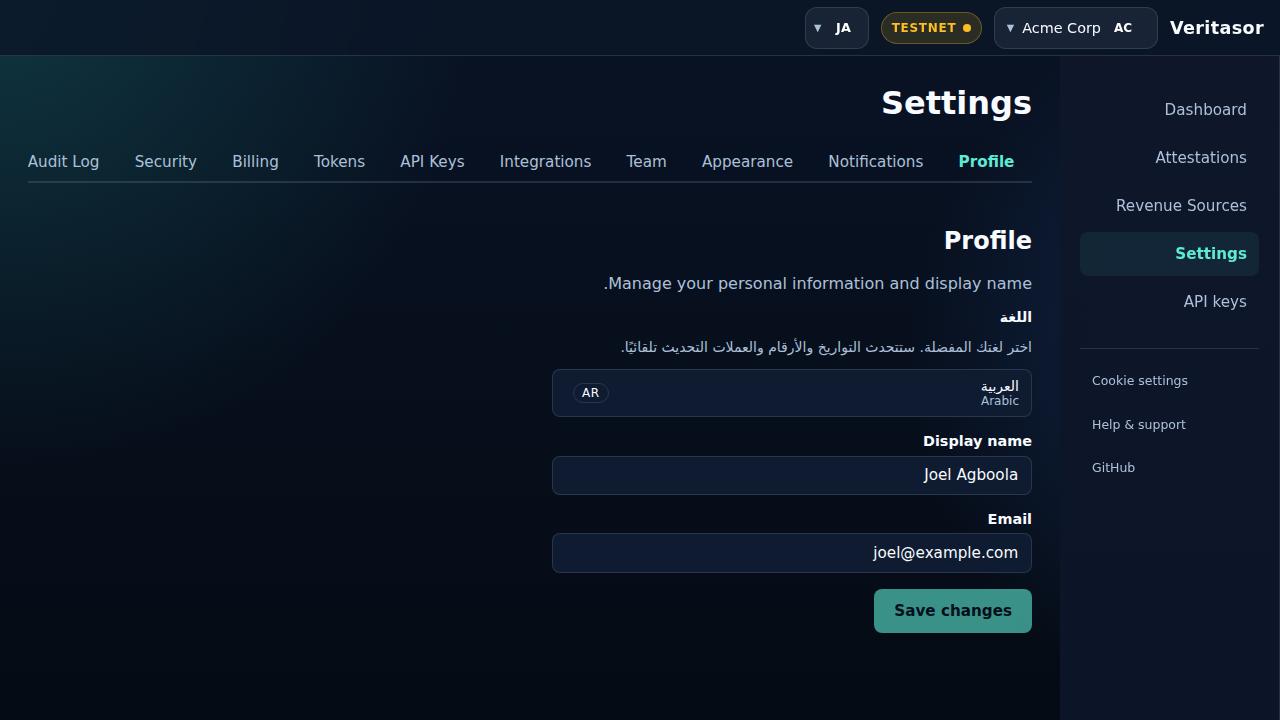 Veritasor
AC Acme Corp ▼
TESTNET
JA ▼
Dashboard
Attestations
Revenue Sources
Settings
API keys
Cookie settings
Help & support
GitHub
Settings
Profile
Notifications
Appearance
Team
Integrations
API Keys
Tokens
Billing
Security
Audit Log
Profile
.Manage your personal information and display name
اللغة
اختر لغتك المفضلة. ستتحدث التواريخ والأرقام والعملات التحديث تلقائيًا.
العربية
Arabic
AR
Display name
Joel Agboola
Email
joel@example.com
Save changes